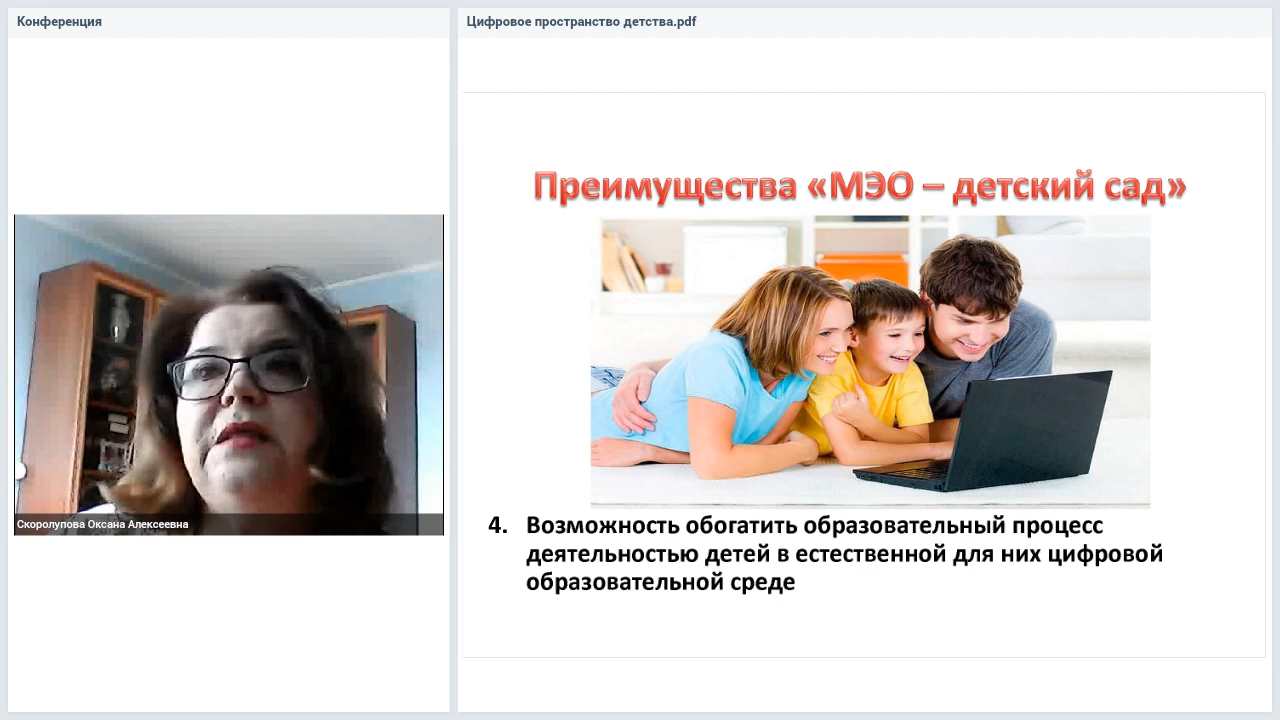 Конференция
Цифровое пространство детства.pdf
Преимущества «МЭО – детский сад»
Скоролупова Оксана Алексеевна
4. Возможность обогатить образовательный процесс
деятельностью детей в естественной для них цифровой
образовательной среде